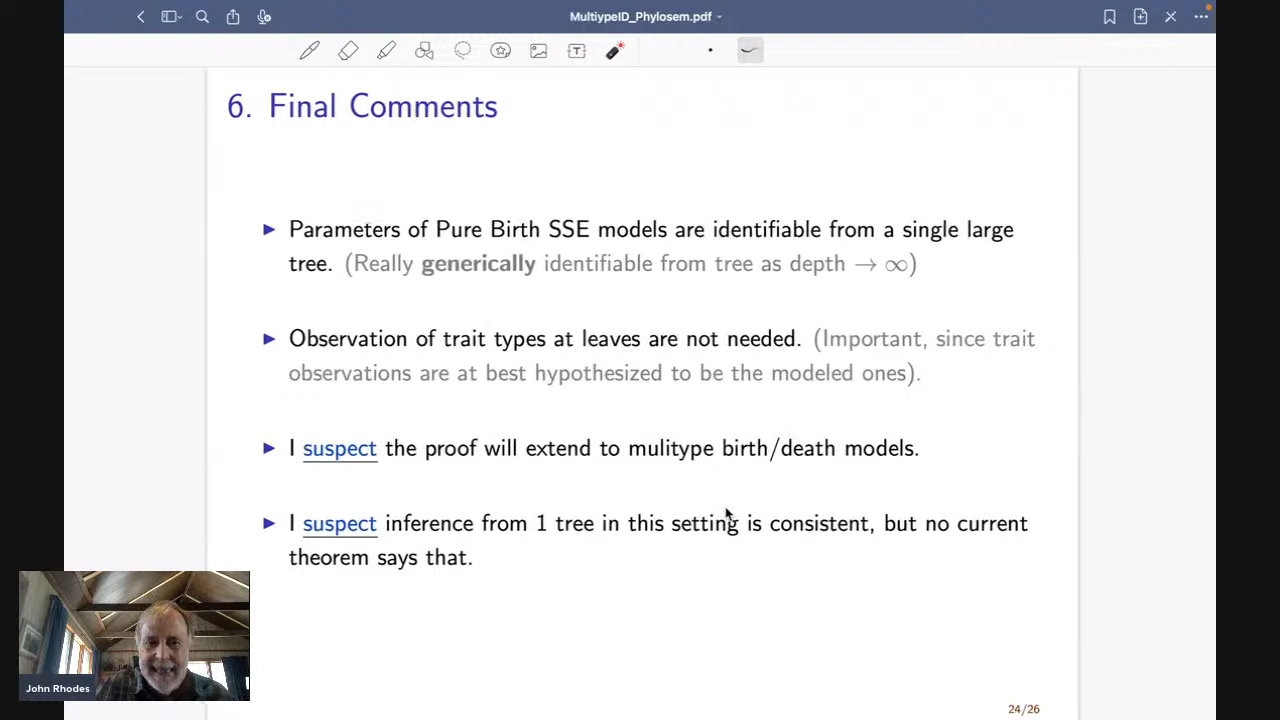 MultiypeID_Phylosem.pdf
6. Final Comments
Parameters of Pure Birth SSE models are identifiable from a single large
tree. (Really generically identifiable from tree as depth → ∞)
Observation of trait types at leaves are not needed. (Important, since trait
observations are at best hypothesized to be the modeled ones).
I suspect the proof will extend to mulitype birth/death models.
I suspect inference from 1 tree in this setting is consistent, but no current
theorem says that.
John Rhodes
24/26